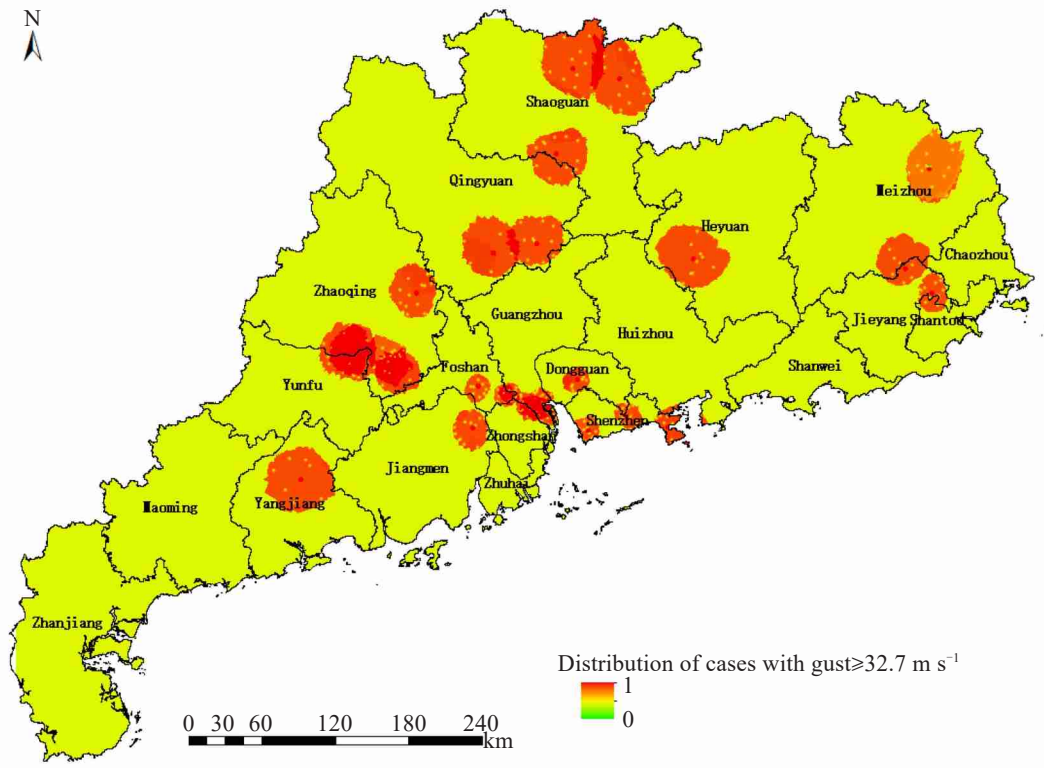 N
Shaoguan
Qingyuan
Meizhou
Heyuan
Chaozhou
Zhaoqing
Guangzhou
Jieyang
Shantou
Huizhou
Foshan
Dongguan
Shanwei
Yunfu
Shenzhen
Zhongshan
Jiangmen
Zhuhai
Yangjiang
Maoming
Zhanjiang
Distribution of cases with gust≥32.7 m s⁻¹
1
0
0 30 60 120 180 240
km